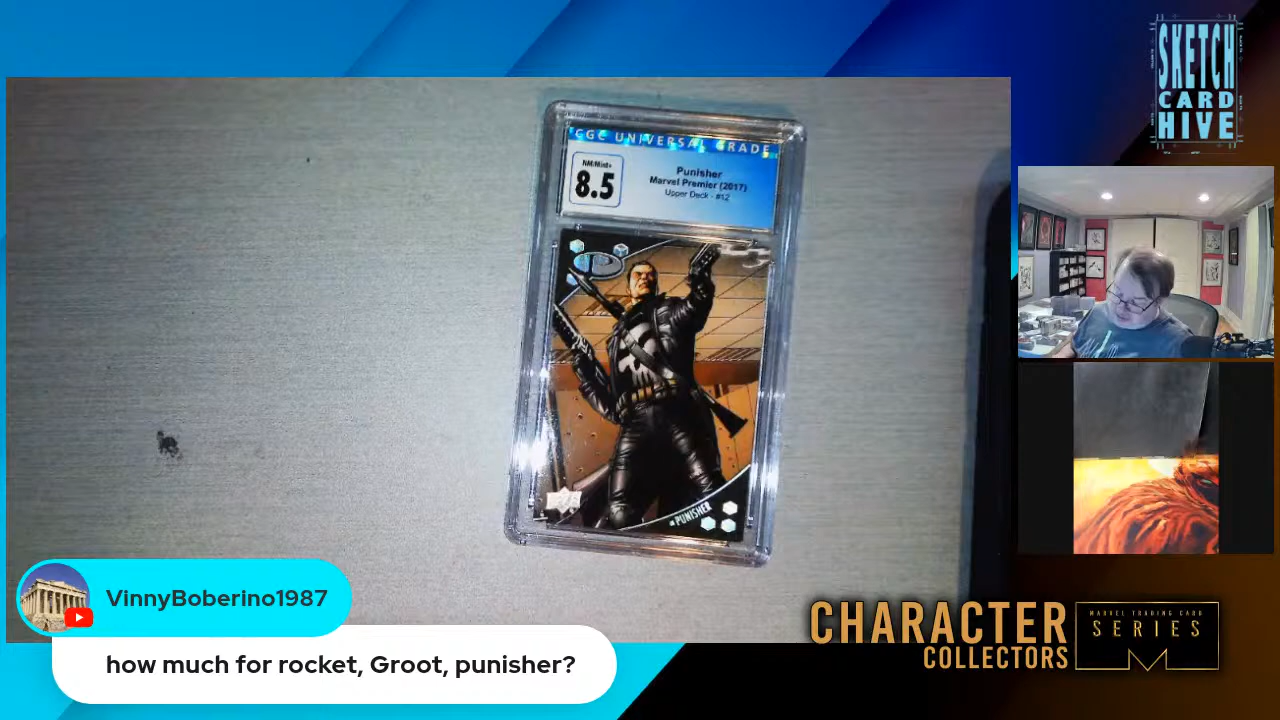 SKETCH
CARD
HIVE
CGC UNIVERSAL GRADE
NM/Mint+
8.5
Punisher
Marvel Premier (2017)
Upper Deck - #12
PUNISHER
VinnyBoberino1987
how much for rocket, Groot, punisher?
CHARACTER
COLLECTORS
MARVEL TRADING CARD
SERIES
M